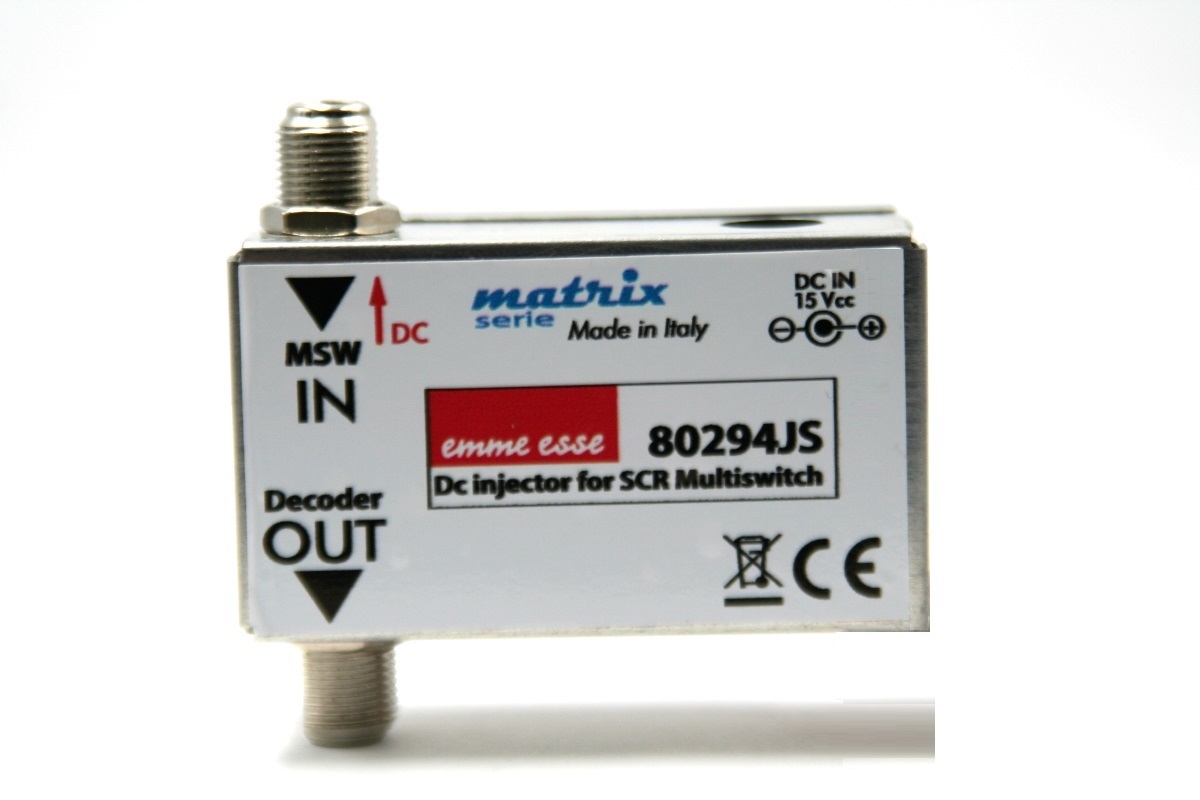 MSW
IN
DC
matrix
serie
Made in Italy
DC IN
15 Vcc
emme esse
80294JS
Dc injector for SCR Multiswitch
Decoder
OUT
CE